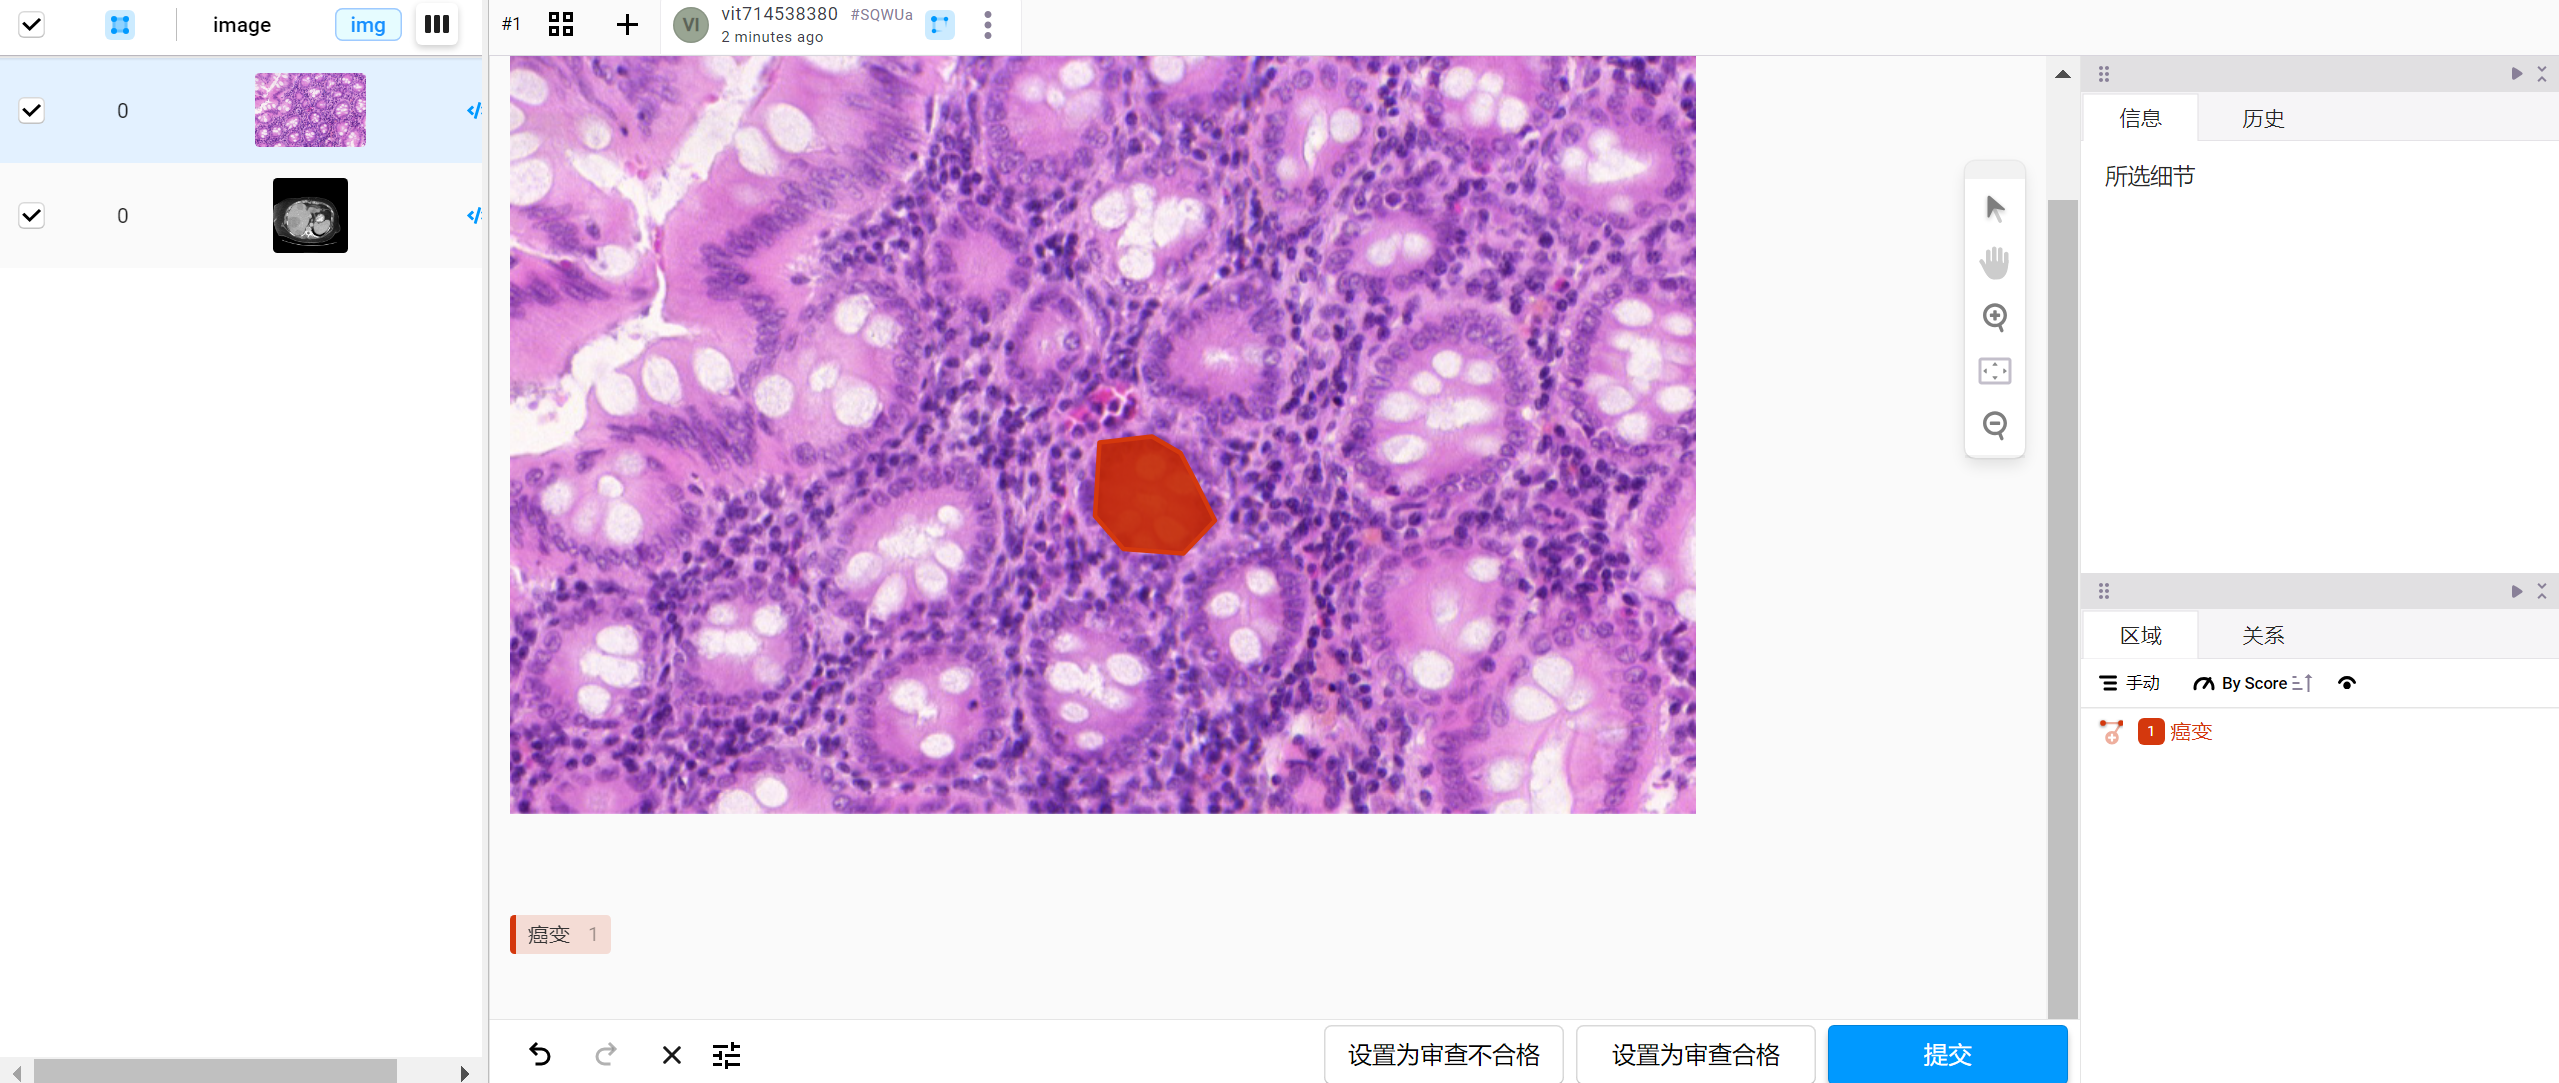 image img
0
0
#1
VI vit714538380 #SQWUa
2 minutes ago
信息 历史
所选细节
区域 关系
手动 By Score
1 癌变
癌变 1
设置为审查不合格 设置为审查合格 提交